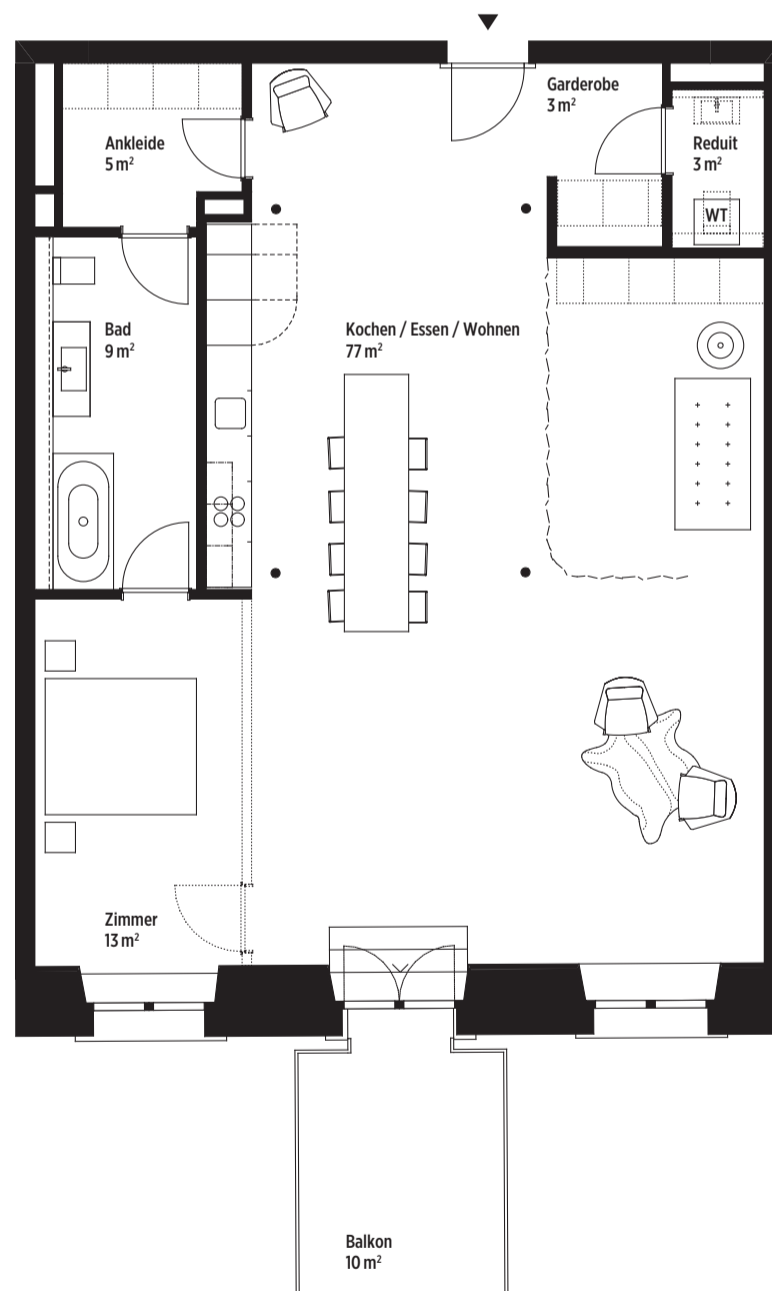 Garderobe
3 m²
Ankleide
5 m²
Reduit
3 m²
WT
Bad
9 m²
Kochen / Essen / Wohnen
77 m²
Zimmer
13 m²
Balkon
10 m²